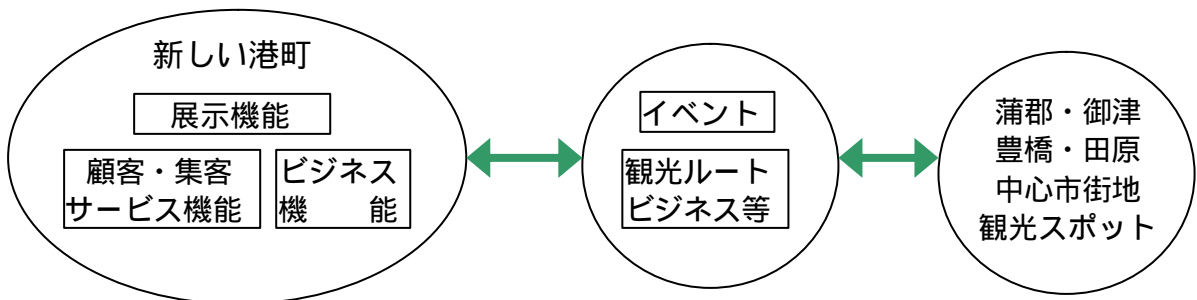 新しい港町
展示機能
顧客・集客
サービス機能
ビジネス
機　　能
イベント
観光ルート
ビジネス等
蒲郡・御津
豊橋・田原
中心市街地
観光スポット